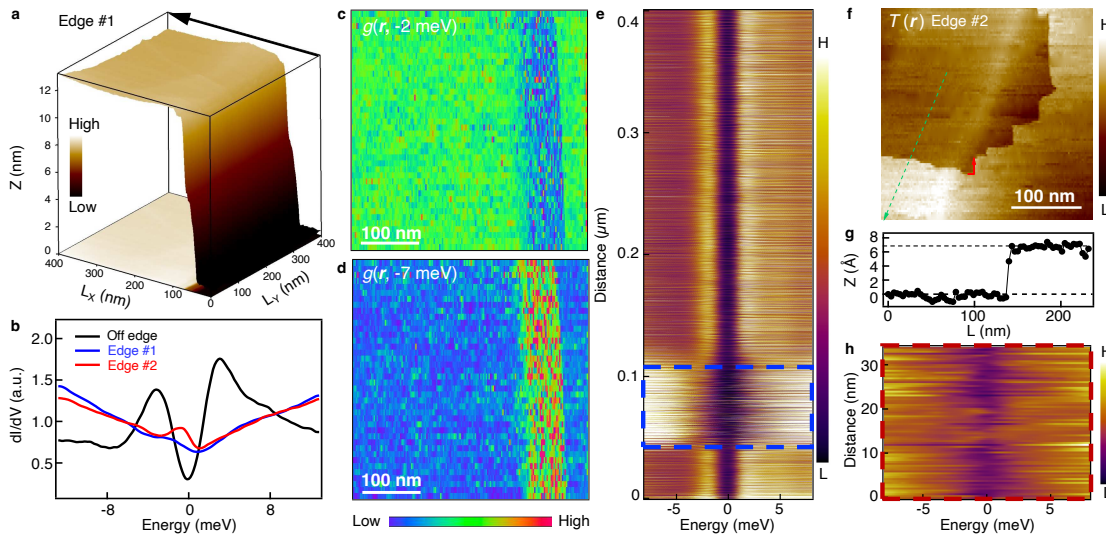 a
Edge #1
Z (nm)
12
10
8
6
4
2
0
High
Low
400
300
200
100
0
L_X (nm)
0
100
200
300
400
L_Y (nm)
b
Off edge
Edge #1
Edge #2
dI/dV (a.u.)
2.0
1.5
1.0
0.5
-8
0
8
Energy (meV)
c
g(r, -2 meV)
100 nm
d
g(r, -7 meV)
100 nm
Low
High
e
Distance (μm)
0.4
0.3
0.2
0.1
0
-5
0
5
Energy (meV)
H
L
f
T (r) Edge #2
100 nm
H
L
g
Z (Å)
8
6
4
2
0
0
100
200
L (nm)
h
Distance (nm)
30
20
10
0
-5
0
5
Energy (meV)
H